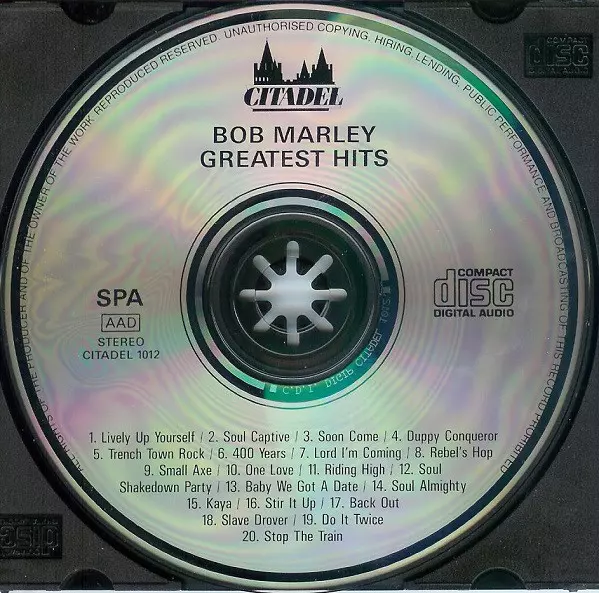 ALL RIGHTS OF THE PRODUCER AND OF THE OWNER OF THE WORK REPRODUCED RESERVED. UNAUTHORISED COPYING, HIRING, LENDING, PUBLIC PERFORMANCE AND BROADCASTING OF THIS RECORD PROHIBITED
CITADEL
BOB MARLEY
GREATEST HITS
SPA
AAD
STEREO
CITADEL 1012
COMPACT
disc
DIGITAL AUDIO
1. Lively Up Yourself / 2. Soul Captive / 3. Soon Come / 4. Duppy Conqueror
5. Trench Town Rock / 6. 400 Years / 7. Lord I'm Coming / 8. Rebel's Hop
9. Small Axe / 10. One Love / 11. Riding High / 12. Soul
Shakedown Party / 13. Baby We Got A Date / 14. Soul Almighty
15. Kaya / 16. Stir It Up / 17. Back Out
18. Slave Drover / 19. Do It Twice
20. Stop The Train
COMPACT
disc
DIGITAL AUDIO